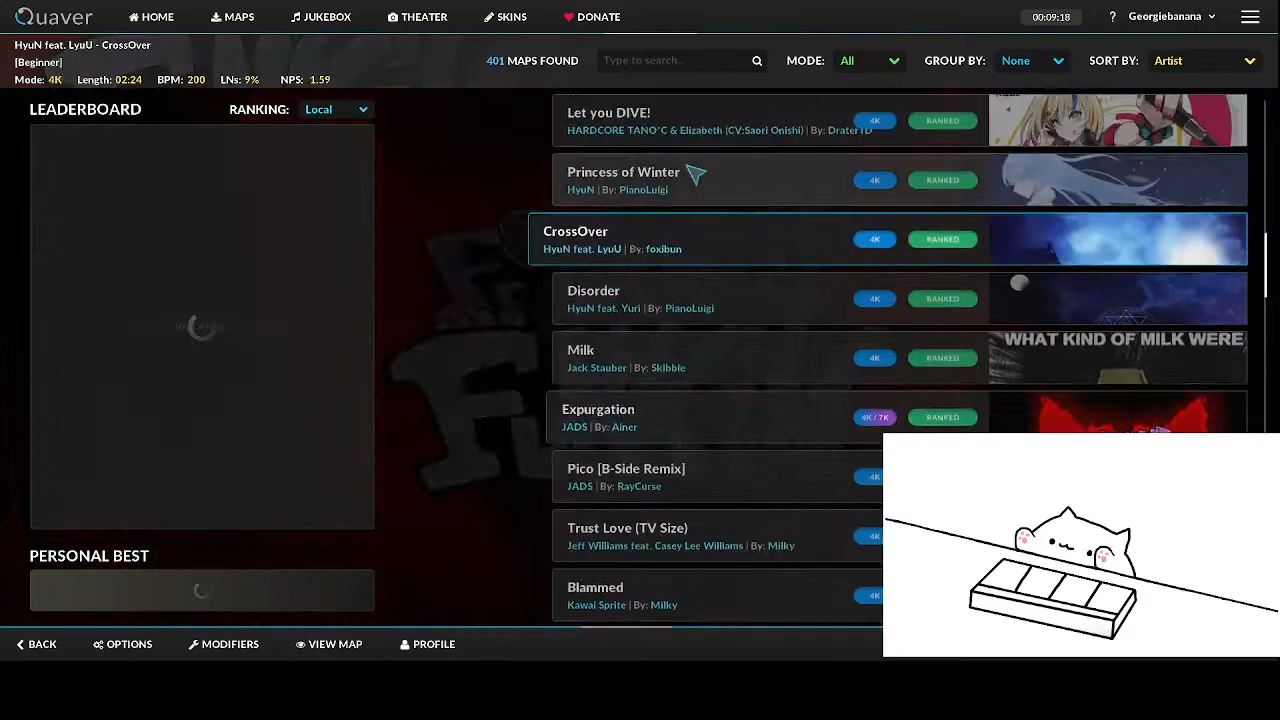 Quaver
HOME
MAPS
JUKEBOX
THEATER
SKINS
DONATE
00:09:18
? Georgiebanana
HyuN feat. LyuU - CrossOver
[Beginner]
Mode: 4K Length: 02:24 BPM: 200 LNs: 9% NPS: 1.59
401 MAPS FOUND
Type to search...
MODE: All
GROUP BY: None
SORT BY: Artist
LEADERBOARD
RANKING: Local
Let you DIVE!
HARDCORE TANO*C & Elizabeth (CV:Saori Onishi) | By: DraterTD
4K RANKED
Princess of Winter
HyuN | By: PianoLuigi
4K RANKED
CrossOver
HyuN feat. LyuU | By: foxibun
4K RANKED
Disorder
HyuN feat. Yuri | By: PianoLuigi
4K RANKED
Milk
Jack Stauber | By: Skibble
4K RANKED
WHAT KIND OF MILK WERE
Expurgation
JADS | By: Ainer
4K / 7K RANKED
Pico [B-Side Remix]
JADS | By: RayCurse
4K
Trust Love (TV Size)
Jeff Williams feat. Casey Lee Williams | By: Milky
4K
Blammed
Kawai Sprite | By: Milky
4K
PERSONAL BEST
BACK
OPTIONS
MODIFIERS
VIEW MAP
PROFILE